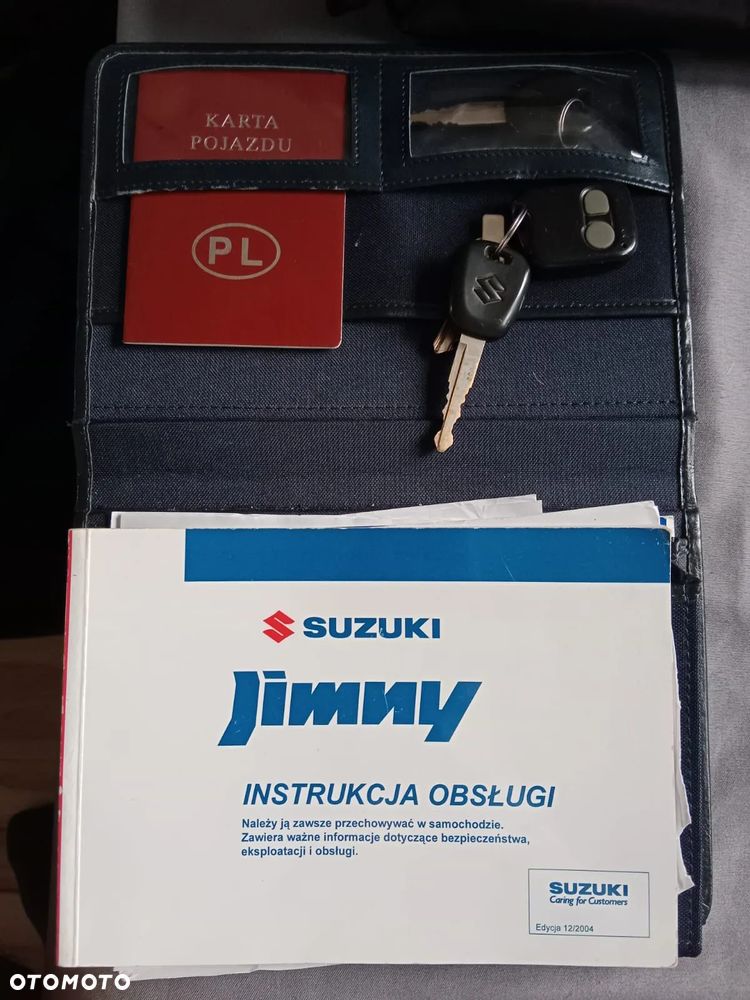 KARTA
POJAZDU
PL
SUZUKI
Jimny
INSTRUKCJA OBSŁUGI
Należy ją zawsze przechowywać w samochodzie.
Zawiera ważne informacje dotyczące bezpieczeństwa,
eksploatacji i obsługi.
SUZUKI
Caring for Customers
Edycja 12/2004
OTOMOTO